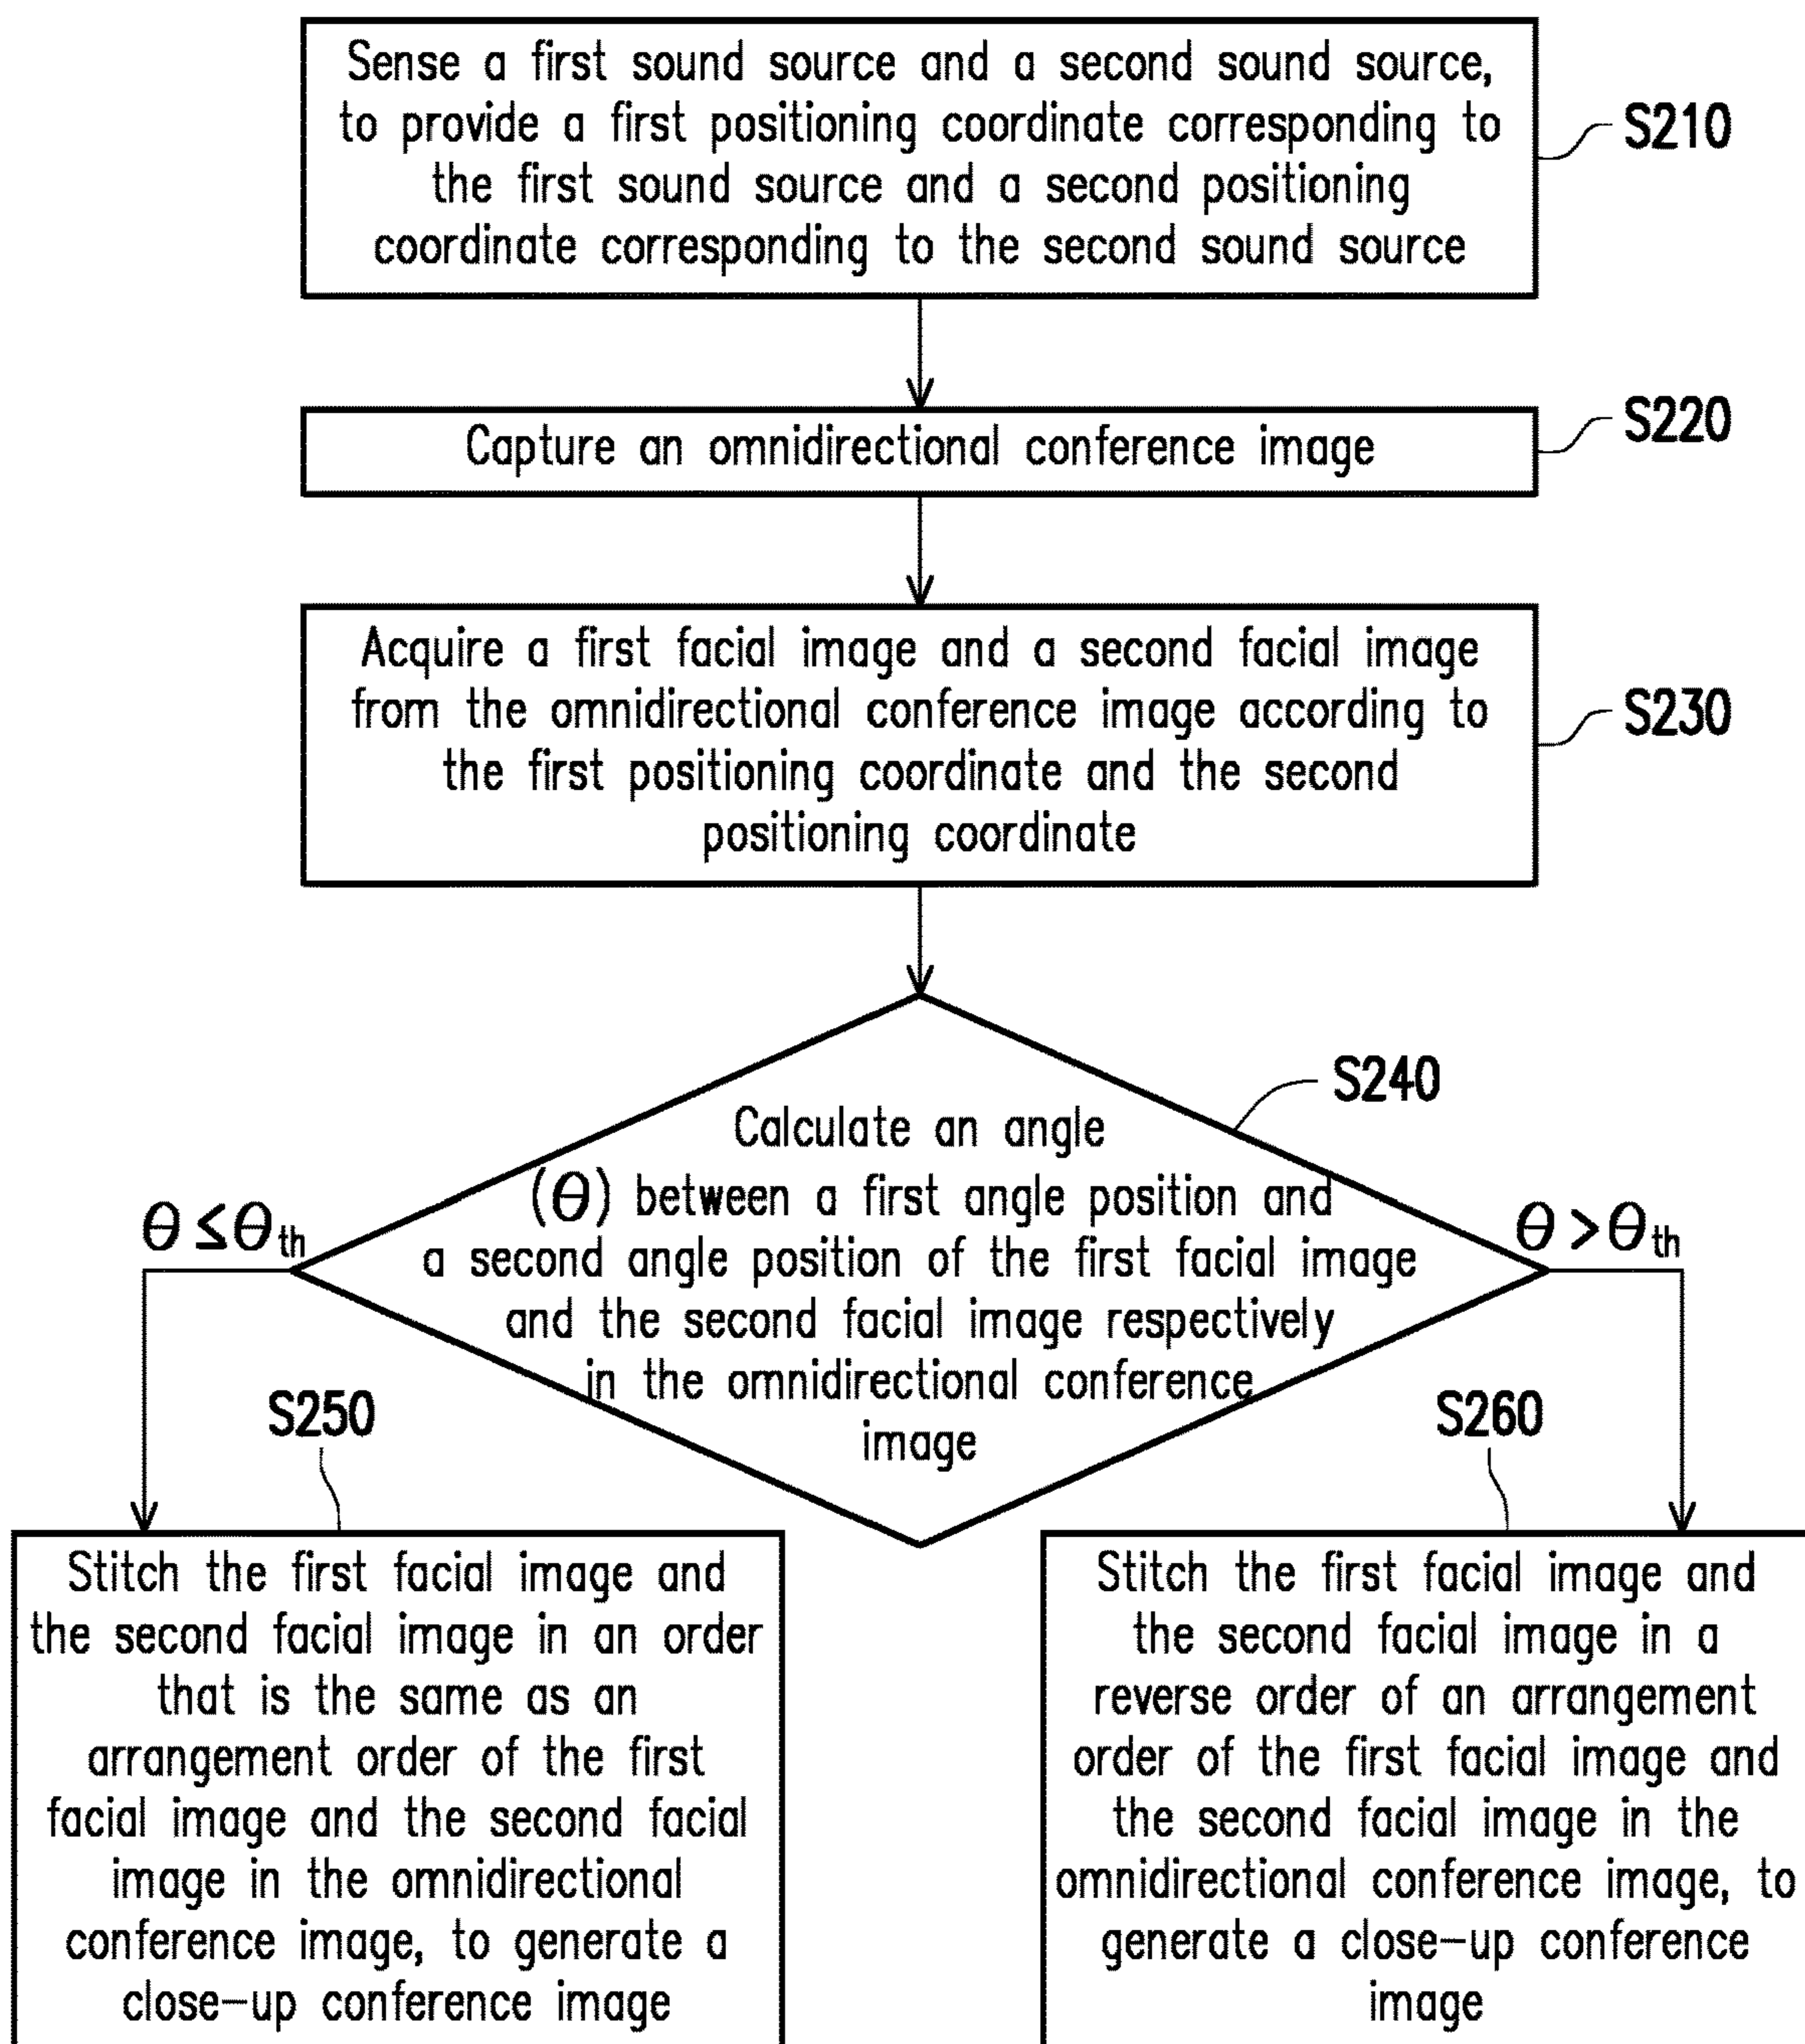 Sense a first sound source and a second sound source,
to provide a first positioning coordinate corresponding to
the first sound source and a second positioning
coordinate corresponding to the second sound source
S210
Capture an omnidirectional conference image
S220
Acquire a first facial image and a second facial image
from the omnidirectional conference image according to
the first positioning coordinate and the second
positioning coordinate
S230
S240
Calculate an angle
(θ) between a first angle position and
a second angle position of the first facial image
and the second facial image respectively
in the omnidirectional conference
image
θ ≤ θth
θ > θth
S250
Stitch the first facial image and
the second facial image in an order
that is the same as an
arrangement order of the first
facial image and the second facial
image in the omnidirectional
conference image, to generate a
close-up conference image
S260
Stitch the first facial image and
the second facial image in a
reverse order of an arrangement
order of the first facial image and
the second facial image in the
omnidirectional conference image, to
generate a close-up conference
image